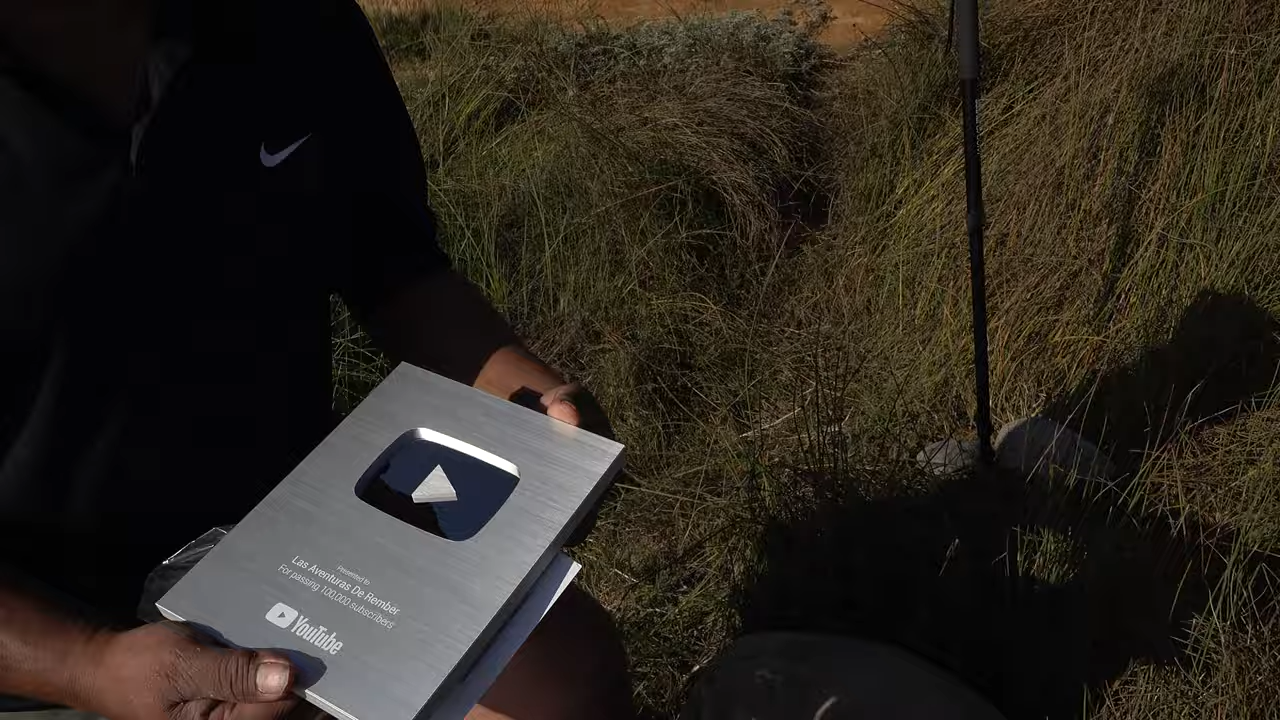 Presented to
Las Aventuras De Rember
For passing 100,000 subscribers
YouTube